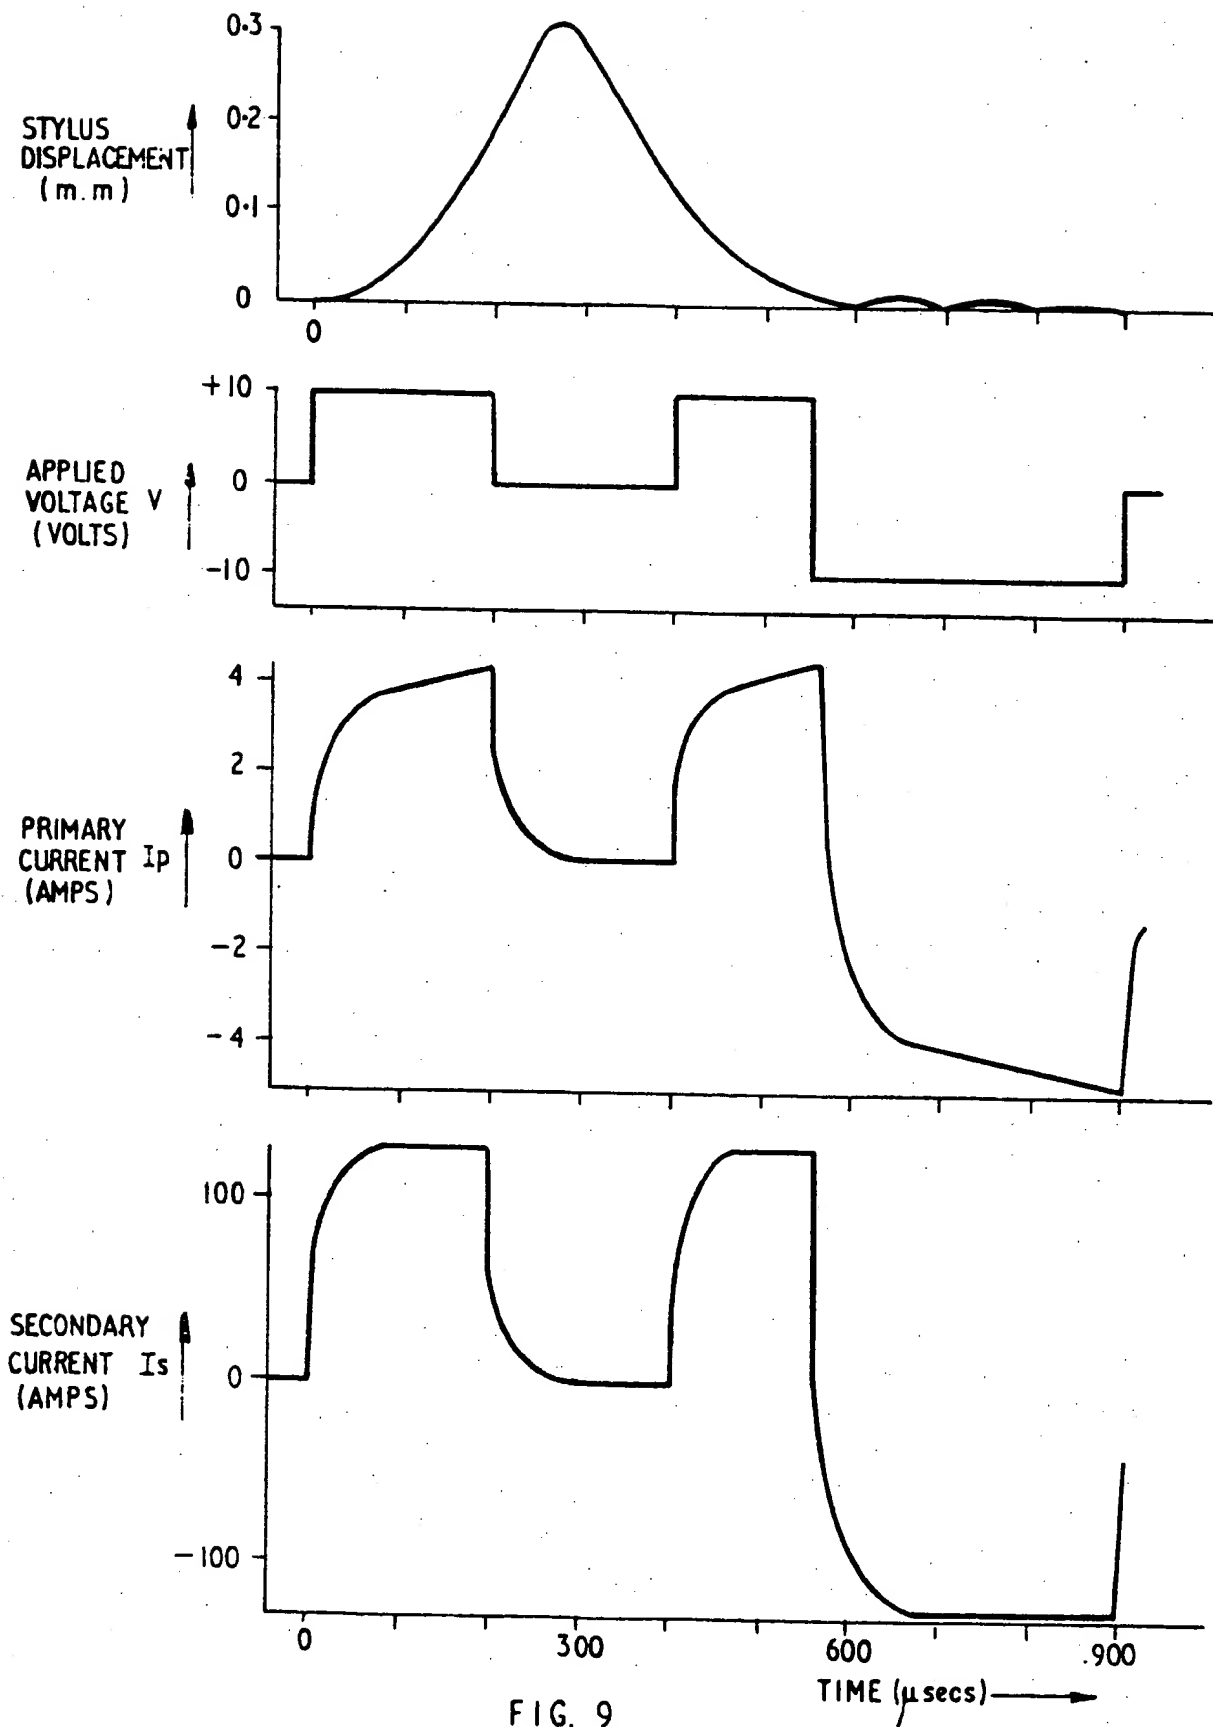 0·3
0·2
0·1
0
STYLUS
DISPLACEMENT
(m.m)
0
+10
0
-10
APPLIED
VOLTAGE V
(VOLTS)
4
2
0
-2
-4
PRIMARY
CURRENT Ip
(AMPS)
100
0
-100
SECONDARY
CURRENT Is
(AMPS)
0 300 600 .900
TIME (μsecs)
FIG. 9